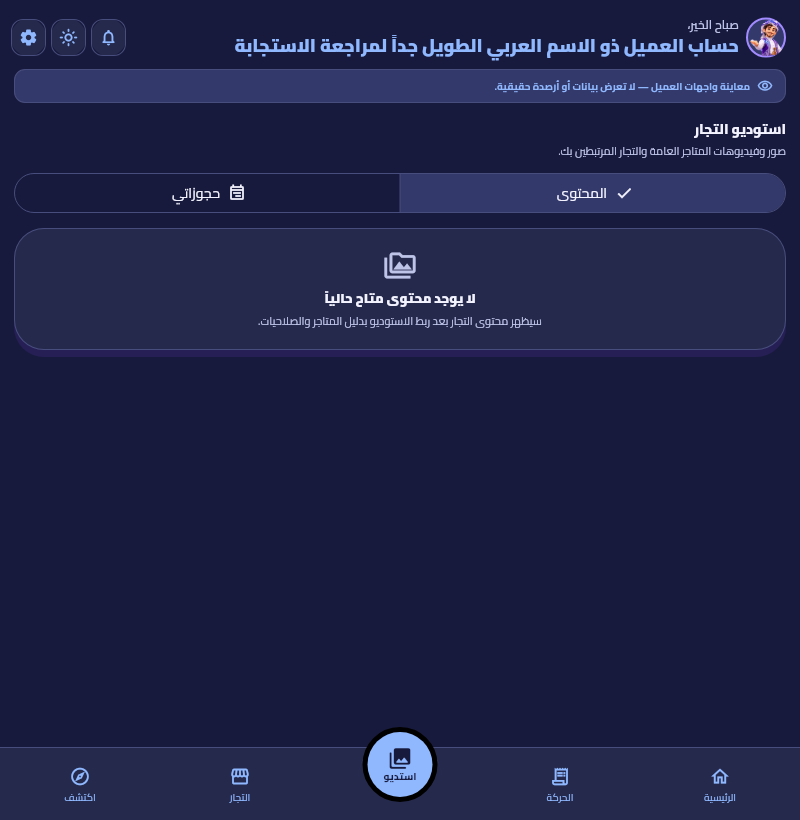 صباح الخير،
حساب العميل ذو الاسم العربي الطويل جداً لمراجعة الاستجابة
معاينة واجهات العميل — لا تعرض بيانات أو أرصدة حقيقية.
استوديو التجار
صور وفيديوهات المتاجر العامة والتجار المرتبطين بك.
المحتوى
حجوزاتي
لا يوجد محتوى متاح حالياً
سيظهر محتوى التجار بعد ربط الاستوديو بدليل المتاجر والصلاحيات.
الرئيسية
الحركة
استديو
التجار
اكتشف